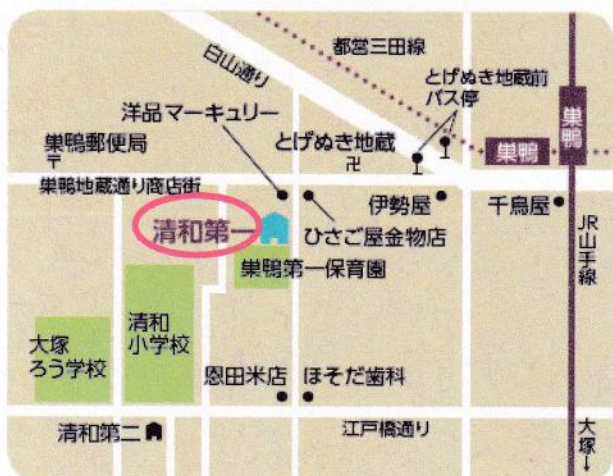 都営三田線
白山通り
とげぬき地蔵前
バス停
洋品マーキュリー
巣鴨郵便局
〒
とげぬき地蔵
卍
巣鴨
巣鴨
巣鴨地蔵通り商店街
伊勢屋
千鳥屋
清和第一
ひさご屋金物店
JR山手線
巣鴨第一保育園
清和
小学校
大塚
ろう学校
恩田米店
ほそだ歯科
清和第二
江戸橋通り
大塚↓